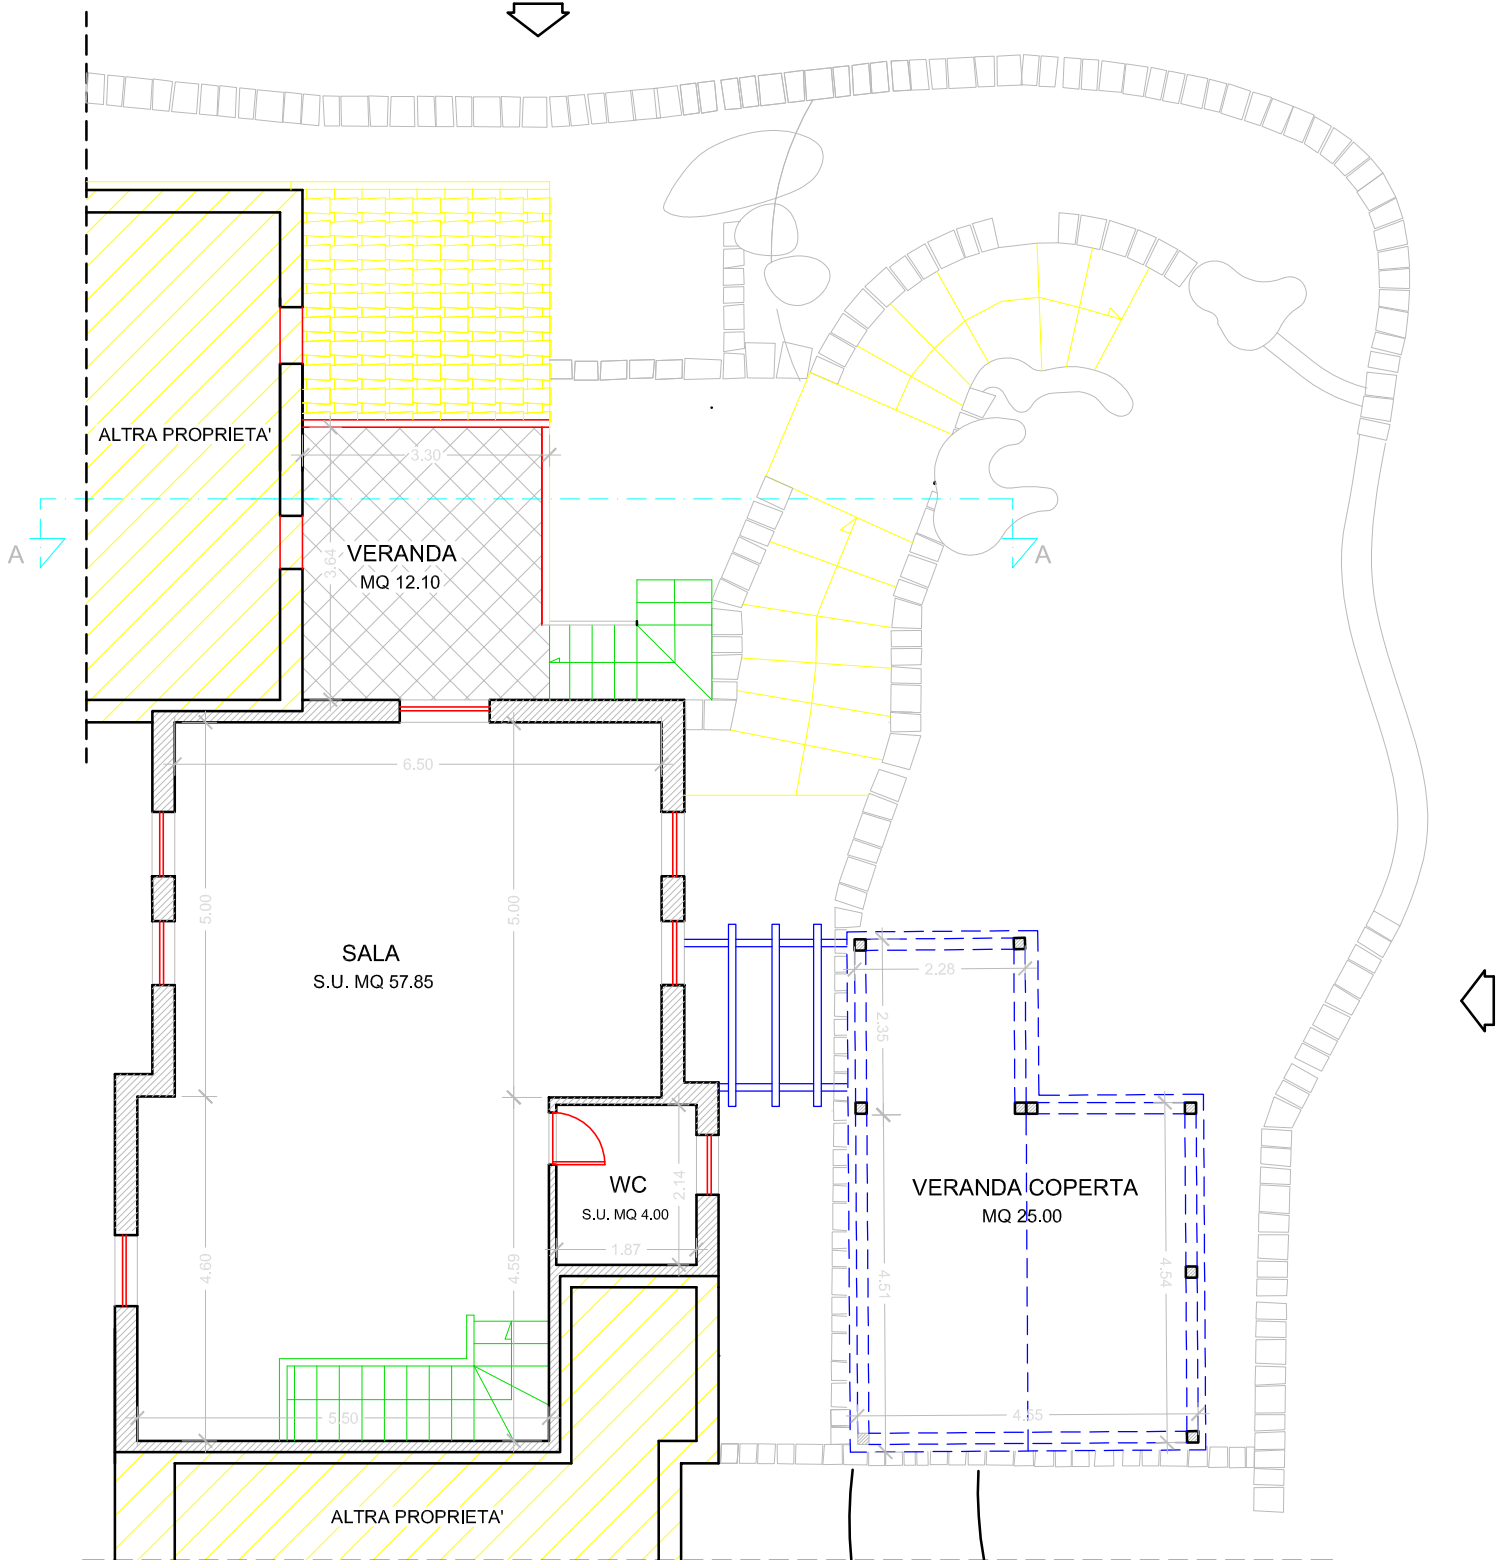 ALTRA PROPRIETA'
3.30
A
A
3.64
VERANDA
MQ 12.10
6.50
5.00
5.00
SALA
S.U. MQ 57.85
2.28
2.35
WC
S.U. MQ 4.00
2.14
1.87
VERANDA COPERTA
MQ 25.00
4.60
4.59
4.51
4.54
5.50
4.55
ALTRA PROPRIETA'